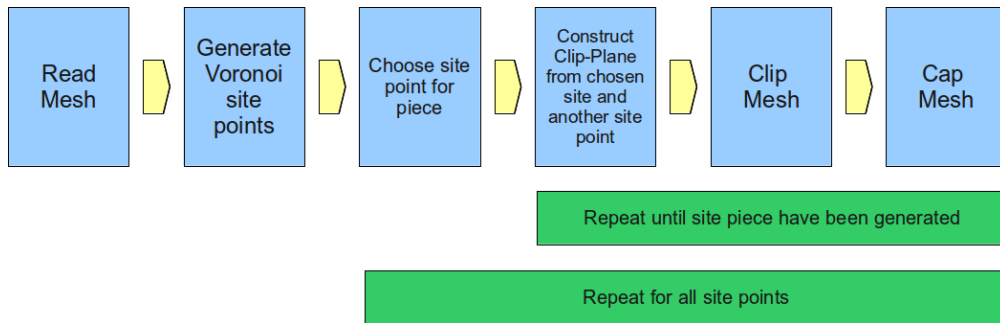 Read
Mesh
Generate
Voronoi
site
points
Choose site
point for
piece
Construct
Clip-Plane
from chosen
site and
another site
point
Clip
Mesh
Cap
Mesh
Repeat until site piece have been generated
Repeat for all site points